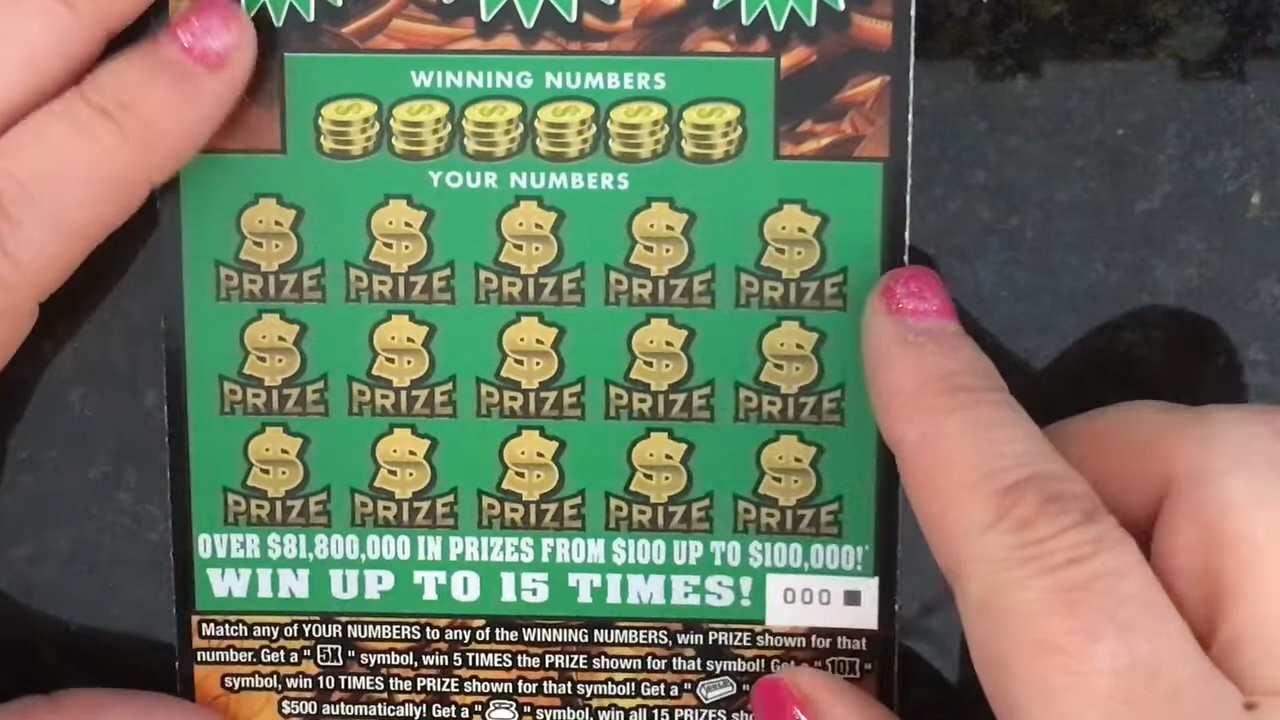 WINNING NUMBERS
$ $ $ $ $ $
YOUR NUMBERS
$ $ $ $ $
PRIZE PRIZE PRIZE PRIZE PRIZE
$ $ $ $ $
PRIZE PRIZE PRIZE PRIZE PRIZE
$ $ $ $ $
PRIZE PRIZE PRIZE PRIZE PRIZE
OVER $81,800,000 IN PRIZES FROM $100 UP TO $100,000!*
WIN UP TO 15 TIMES! 000
Match any of YOUR NUMBERS to any of the WINNING NUMBERS, win PRIZE shown for that
number. Get a " 5X " symbol, win 5 TIMES the PRIZE shown for that symbol! Get a " 10X "
symbol, win 10 TIMES the PRIZE shown for that symbol! Get a " "
$500 automatically! Get a " " symbol, win all 15 PRIZES